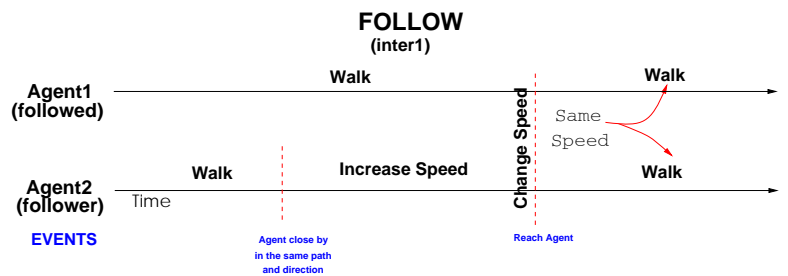 FOLLOW
(inter1)
Walk
Walk
Agent1
(followed)
Change Speed
Same
Speed
Walk
Increase Speed
Walk
Agent2
(follower)
Time
EVENTS
Agent close by
in the same path
and direction
Reach Agent